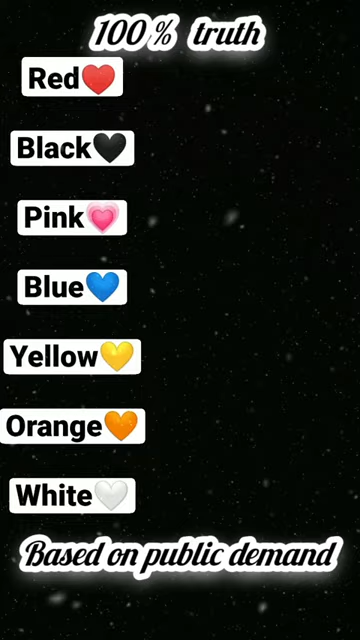 100% truth
Red❤️
Black🖤
Pink💗
Blue💙
Yellow💛
Orange🧡
White🤍
Based on public demand